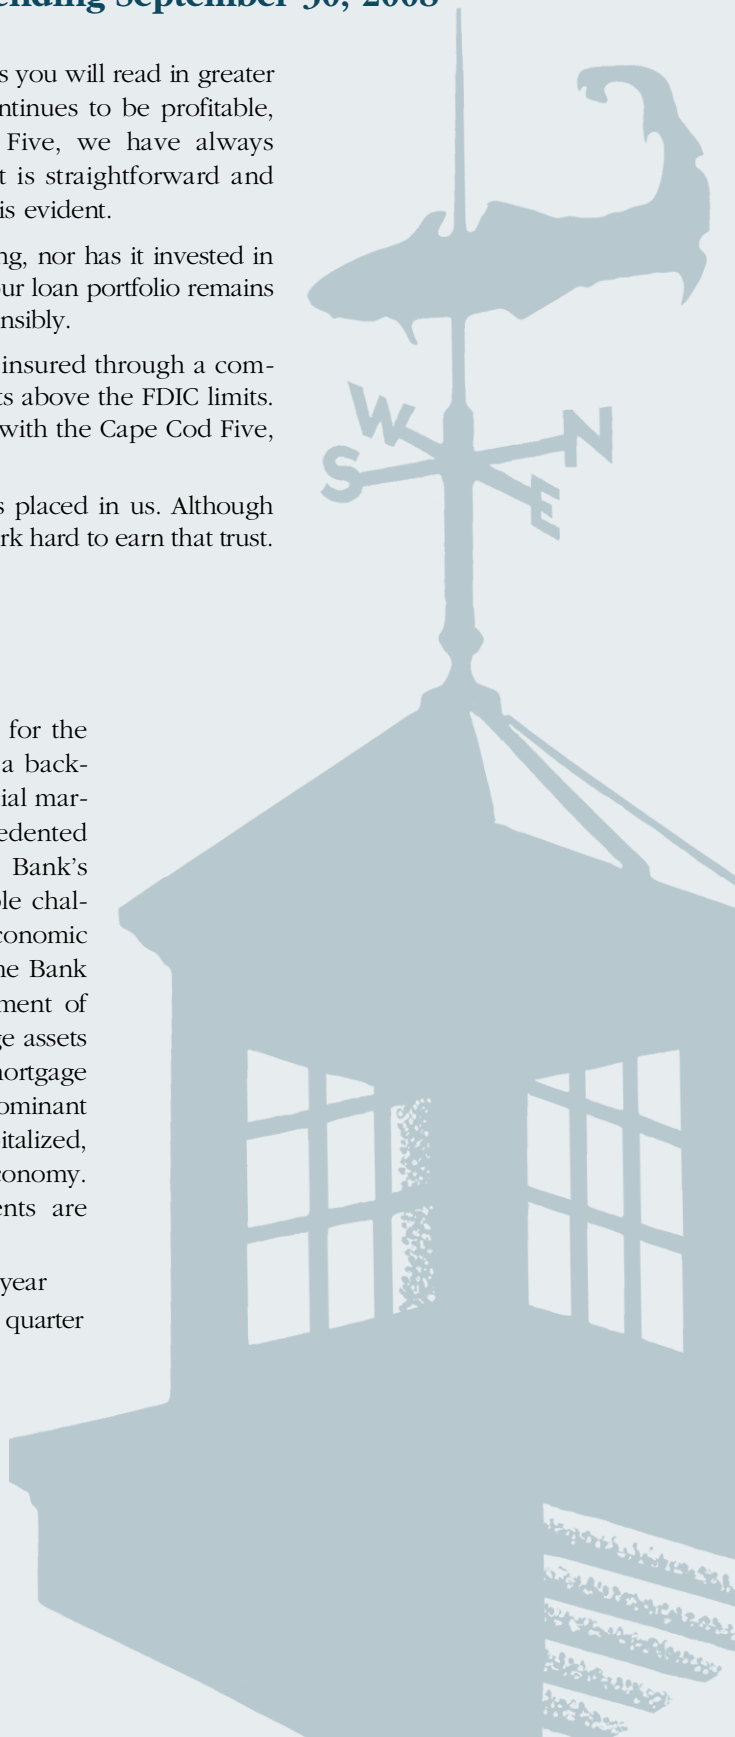 ending September 30, 2008
s you will read in greater
ntinues to be profitable,
Five, we have always
t is straightforward and
is evident.
ng, nor has it invested in
ur loan portfolio remains
nsibly.
insured through a com-
ts above the FDIC limits.
with the Cape Cod Five,
s placed in us. Although
rk hard to earn that trust.
W
N
S
E
for the
a back-
ial mar-
edented
Bank’s
le chal-
conomic
he Bank
ment of
ge assets
nortgage
ominant
italized,
conomy.
ents are
year
quarter